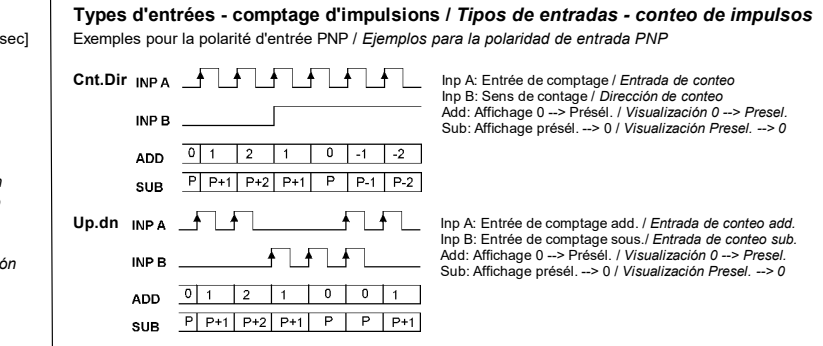 sec]
n
ón
Types d'entrées - comptage d'impulsions / Tipos de entradas - conteo de impulsos
Exemples pour la polarité d'entrée PNP / Ejemplos para la polaridad de entrada PNP
Cnt.Dir INP A
INP B
ADD 0 1 2 1 0 -1 -2
SUB P P+1 P+2 P+1 P P-1 P-2
Inp A: Entrée de comptage / Entrada de conteo
Inp B: Sens de contage / Dirección de conteo
Add: Affichage 0 --> Présél. / Visualización 0 --> Presel.
Sub: Affichage présél. --> 0 / Visualización Presel. --> 0
Up.dn INP A
INP B
ADD 0 1 2 1 0 0 1
SUB P P+1 P+2 P+1 P P P+1
Inp A: Entrée de comptage add. / Entrada de conteo add.
Inp B: Entrée de comptage sous./ Entrada de conteo sub.
Add: Affichage 0 --> Présél. / Visualización 0 --> Presel.
Sub: Affichage présél. --> 0 / Visualización Presel. --> 0